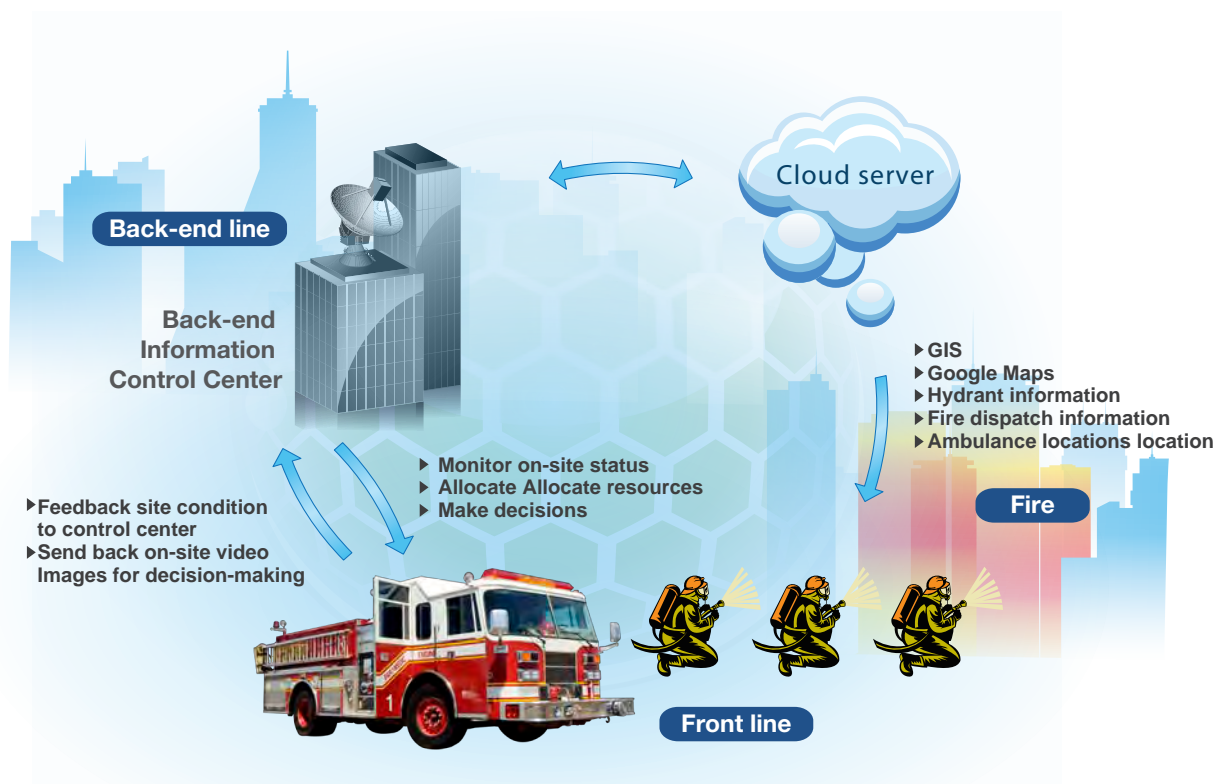 Cloud server
Back-end line
Back-end
Information
Control Center
▶GIS
▶Google Maps
▶Hydrant information
▶Fire dispatch information
▶Ambulance locations location
▶ Monitor on-site status
▶ Allocate Allocate resources
▶ Make decisions
▶Feedback site condition
to control center
▶Send back on-site video
Images for decision-making
Fire
1
Front line